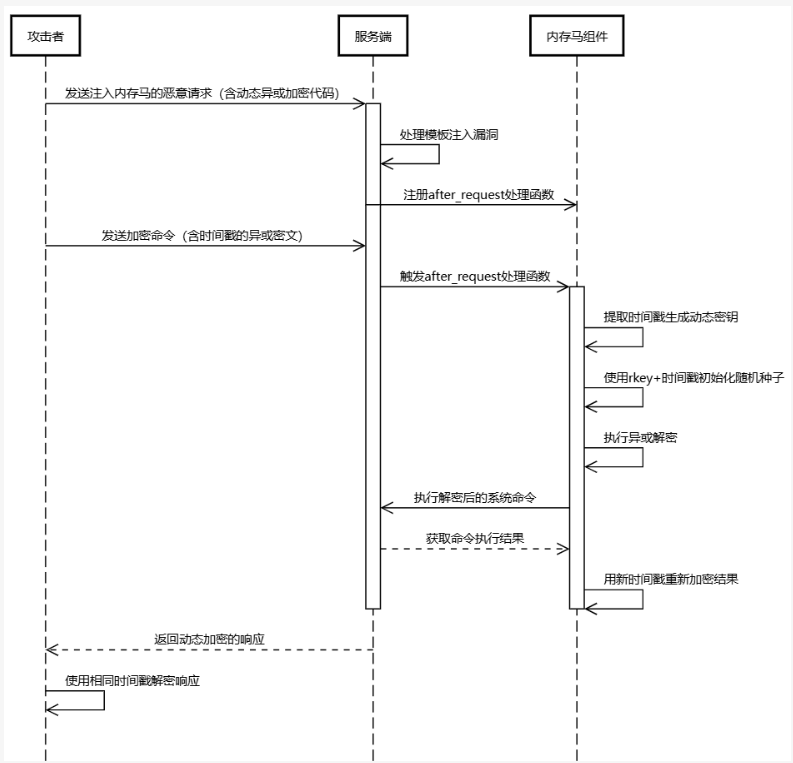 攻击者
服务端
内存马组件
发送注入内存马的恶意请求（含动态异或加密代码）
处理模板注入漏洞
注册after_request处理函数
发送加密命令（含时间戳的异或密文）
触发after_request处理函数
提取时间戳生成动态密钥
使用rkey+时间戳初始化随机种子
执行异或解密
执行解密后的系统命令
获取命令执行结果
用新时间戳重新加密结果
返回动态加密的响应
使用相同时间戳解密响应